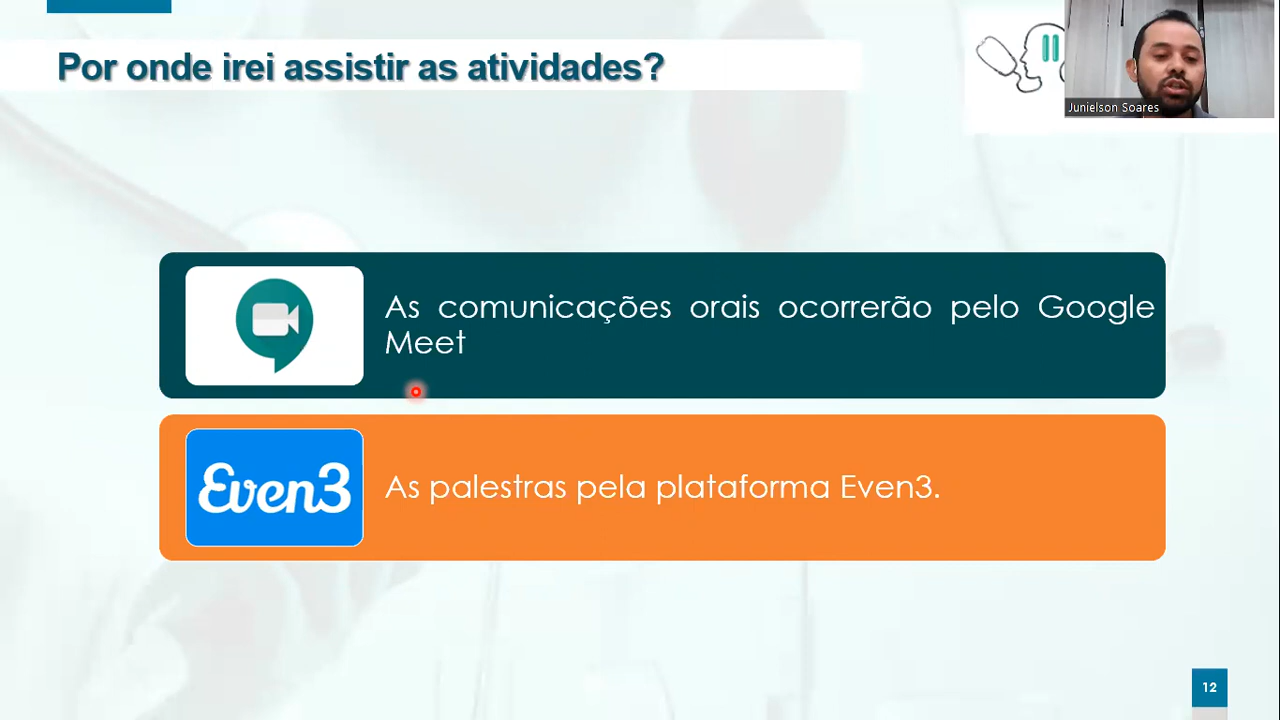 Por onde irei assistir as atividades?
Junielson Soares
As comunicações orais ocorrerão pelo Google
Meet
Even3
As palestras pela plataforma Even3.
12